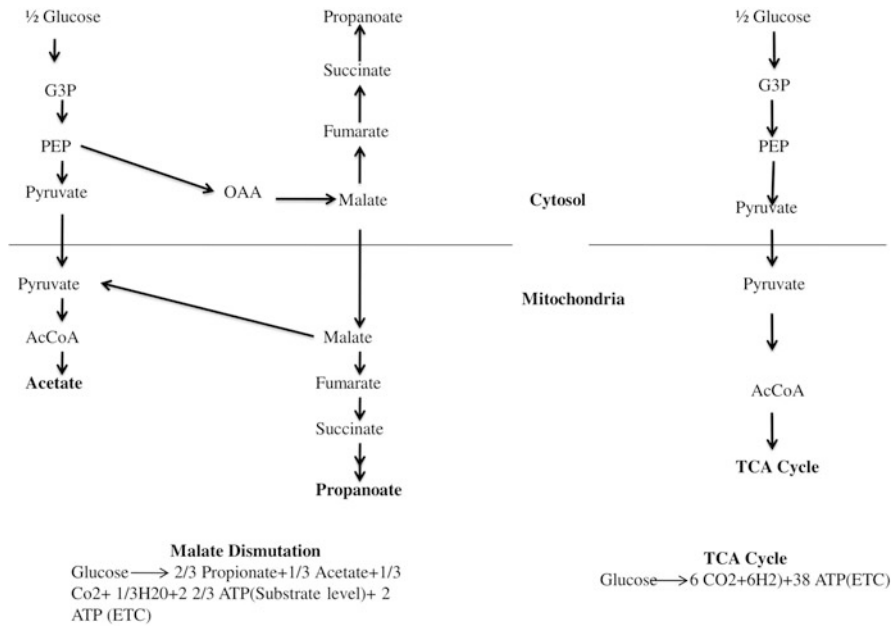 ½ Glucose
G3P
PEP
Pyruvate
OAA
Propanoate
Succinate
Fumarate
Malate
Cytosol
Pyruvate
AcCoA
Acetate
Malate
Fumarate
Succinate
Propanoate
Mitochondria
½ Glucose
G3P
PEP
Pyruvate
Pyruvate
AcCoA
TCA Cycle
Malate Dismutation
Glucose → 2/3 Propionate+1/3 Acetate+1/3
Co2+ 1/3H20+2 2/3 ATP(Substrate level)+ 2
ATP (ETC)
TCA Cycle
Glucose→6 CO2+6H2)+38 ATP(ETC)